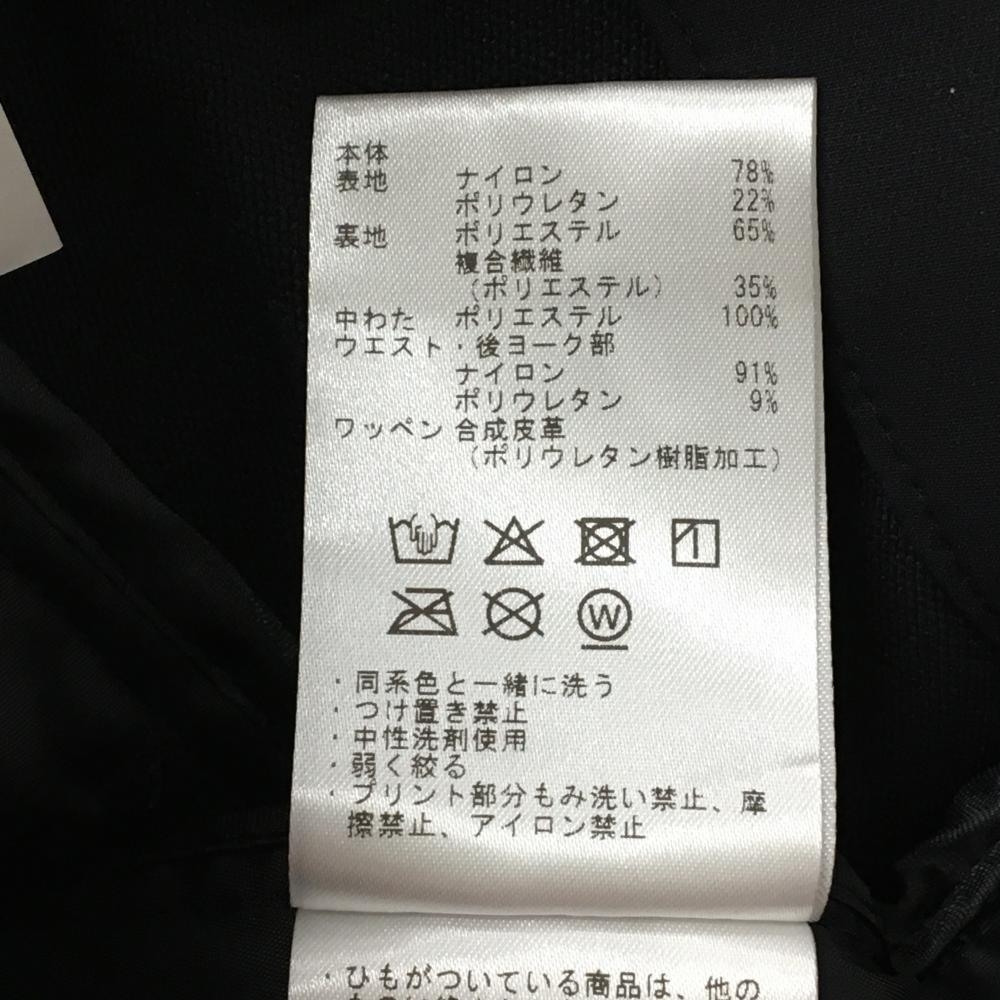 本体
表地 ナイロン 78%
ポリウレタン 22%
裏地 ポリエステル 65%
複合繊維
(ポリエステル) 35%
中わた ポリエステル 100%
ウエスト・後ヨーク部
ナイロン 91%
ポリウレタン 9%
ワッペン 合成皮革
(ポリウレタン樹脂加工)
W
・同系色と一緒に洗う
・つけ置き禁止
・中性洗剤使用
・弱く絞る
・プリント部分もみ洗い禁止、摩
擦禁止、アイロン禁止
・ひもがついている商品は、他の